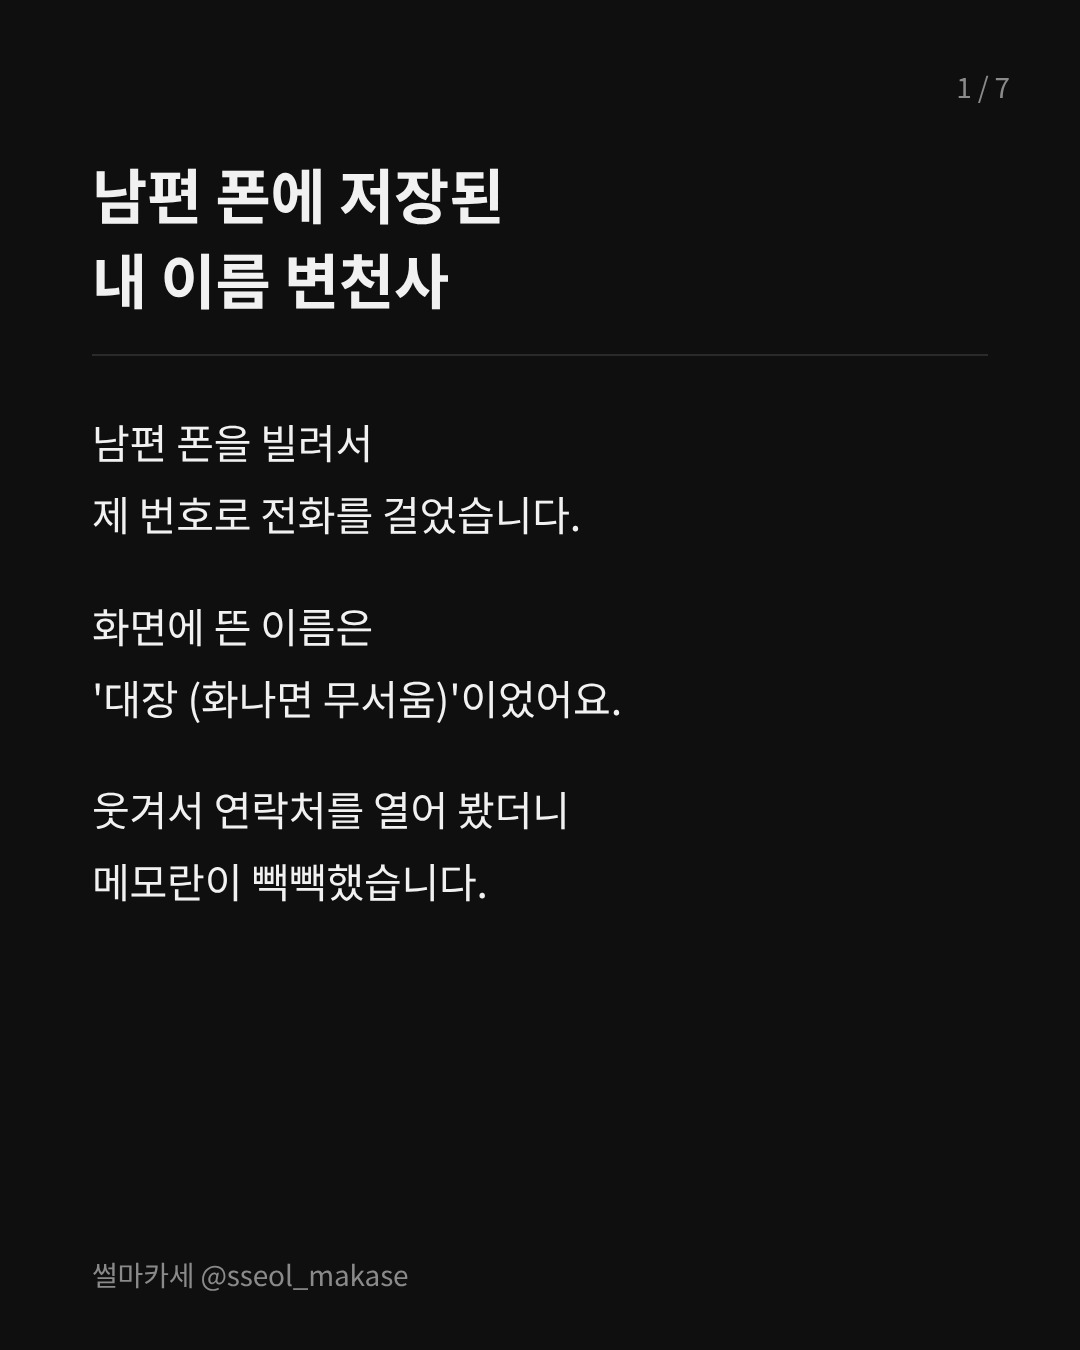 1 / 7
남편 폰에 저장된
내 이름 변천사
남편 폰을 빌려서
제 번호로 전화를 걸었습니다.
화면에 뜬 이름은
'대장 (화나면 무서움)'이었어요.
웃겨서 연락처를 열어 봤더니
메모란이 빽빽했습니다.
썰마카세 @sseol_makase